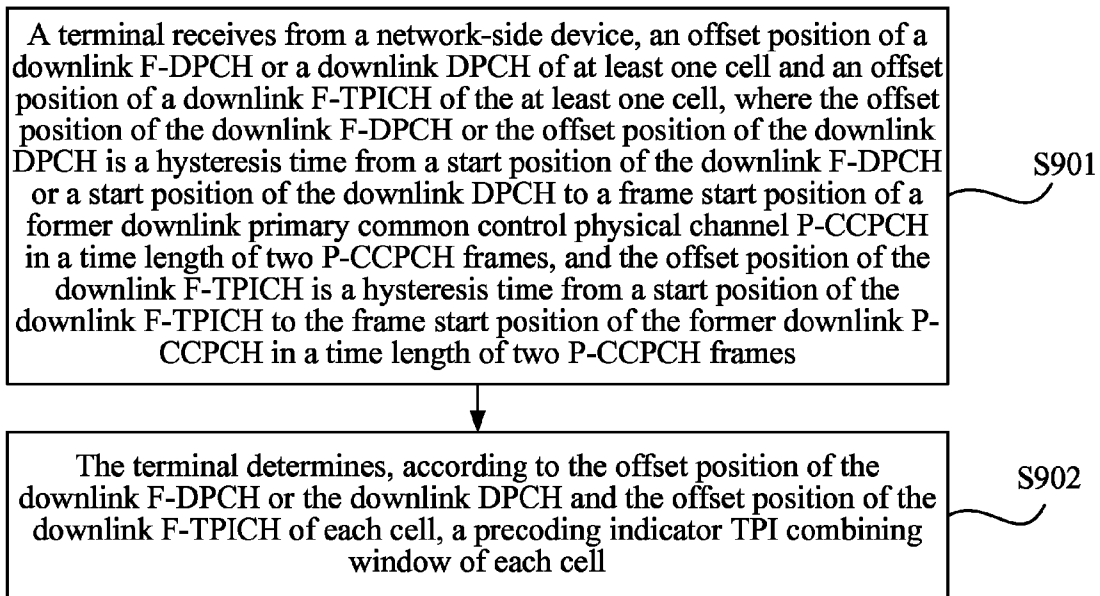 A terminal receives from a network-side device, an offset position of a
downlink F-DPCH or a downlink DPCH of at least one cell and an offset
position of a downlink F-TPICH of the at least one cell, where the offset
position of the downlink F-DPCH or the offset position of the downlink
DPCH is a hysteresis time from a start position of the downlink F-DPCH
or a start position of the downlink DPCH to a frame start position of a
former downlink primary common control physical channel P-CCPCH
in a time length of two P-CCPCH frames, and the offset position of the
downlink F-TPICH is a hysteresis time from a start position of the
downlink F-TPICH to the frame start position of the former downlink P-
CCPCH in a time length of two P-CCPCH frames
S901
The terminal determines, according to the offset position of the
downlink F-DPCH or the downlink DPCH and the offset position of the
downlink F-TPICH of each cell, a precoding indicator TPI combining
window of each cell
S902